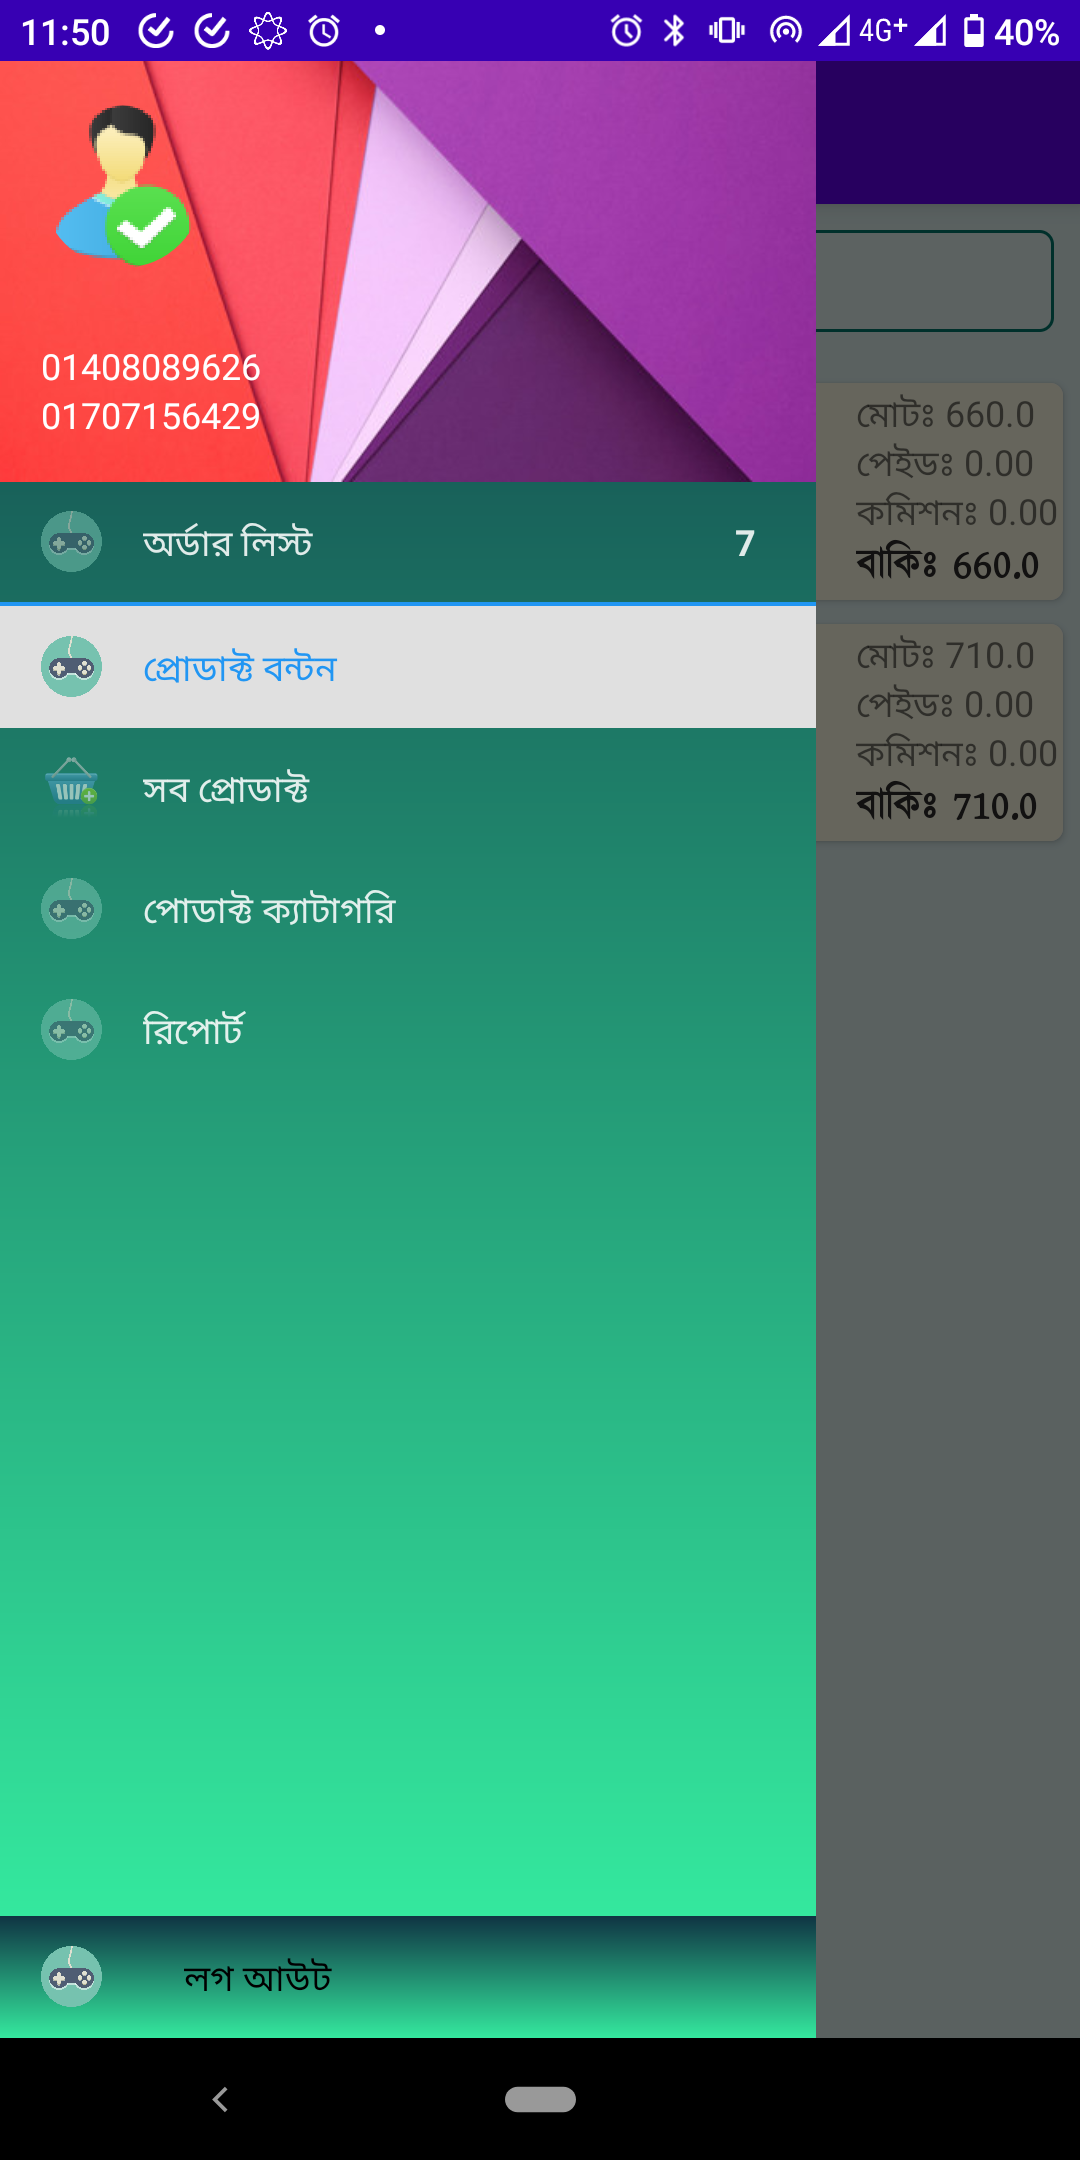 11:50 4G+ 40%
01408089626
01707156429
অর্ডার লিস্ট 7
প্রোডাক্ট বন্টন
সব প্রোডাক্ট
পোডাক্ট ক্যাটাগরি
রিপোর্ট
লগ আউট
মোটঃ 660.0
পেইডঃ 0.00
কমিশনঃ 0.00
বাকিঃ 660.0
মোটঃ 710.0
পেইডঃ 0.00
কমিশনঃ 0.00
বাকিঃ 710.0